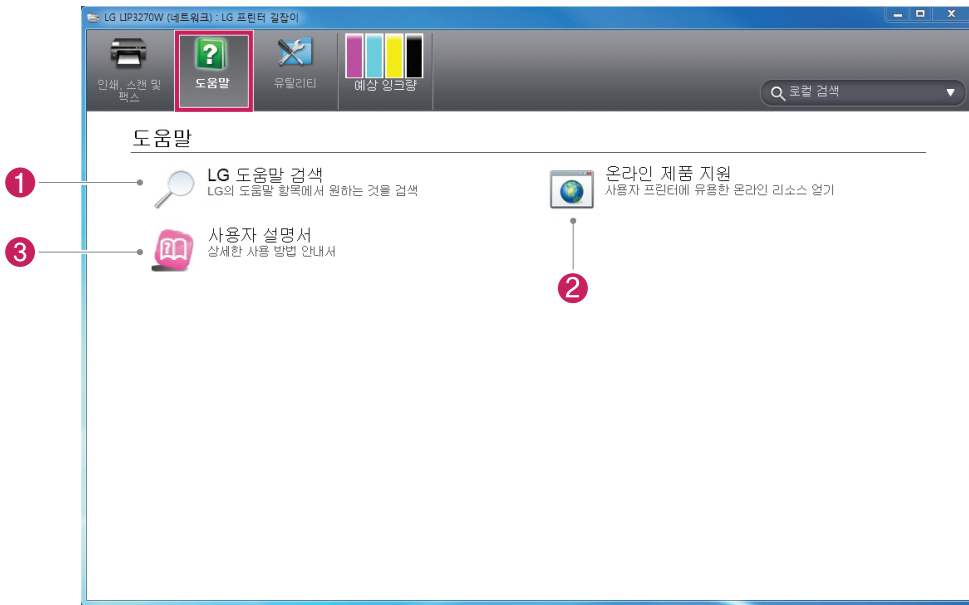 LG LIP3270W (네트워크) : LG 프린터 길잡이
인쇄, 스캔 및
팩스
도움말
유틸리티
예상 잉크량
로컬 검색
도움말
1
LG 도움말 검색
LG의 도움말 항목에서 원하는 것을 검색
온라인 제품 지원
사용자 프린터에 유용한 온라인 리소스 얻기
3
사용자 설명서
상세한 사용 방법 안내서
2